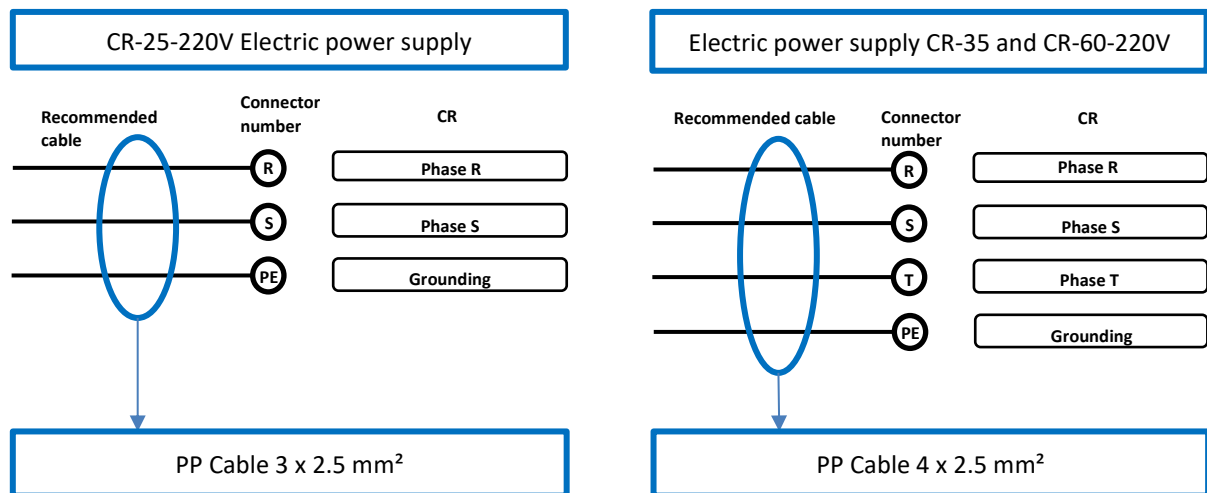 CR-25-220V Electric power supply
Recommended
cable
Connector
number
CR
R
Phase R
S
Phase S
PE
Grounding
PP Cable 3 x 2.5 mm²
Electric power supply CR-35 and CR-60-220V
Recommended cable
Connector
number
CR
R
Phase R
S
Phase S
T
Phase T
PE
Grounding
PP Cable 4 x 2.5 mm²